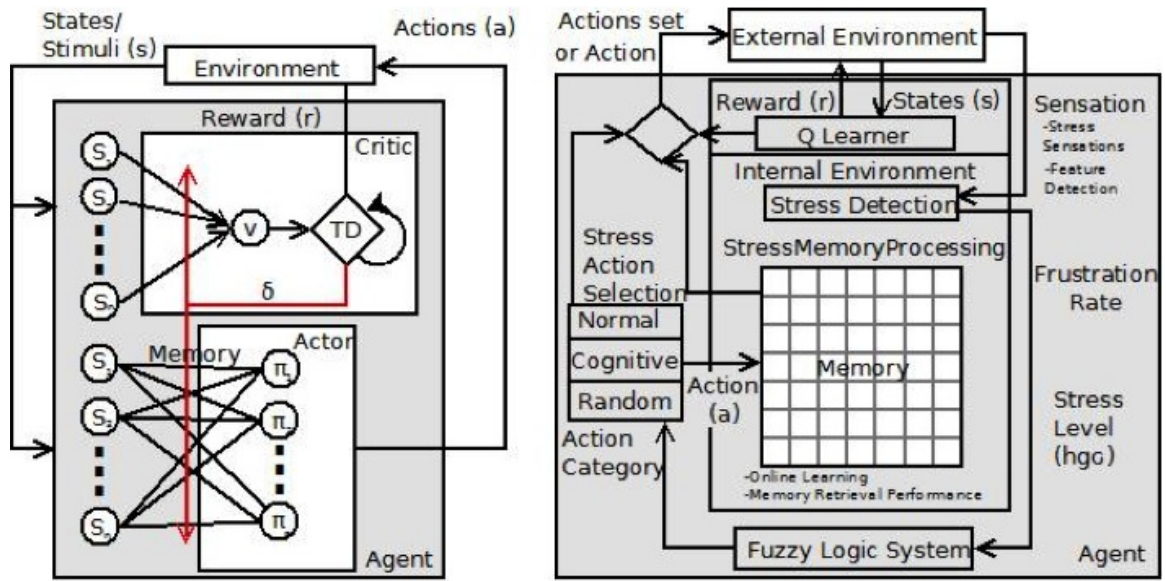 States/
Stimuli (s)
Actions (a)
Environment
Reward (r)
Critic
S
S
S
V
TD
δ
Memory
Actor
S
S
S
π
π
π
Agent
Actions set
or Action
External Environment
Reward (r)
States (s)
Q Learner
Sensation
-Stress
Sensations
-Feature
Detection
Internal Environment
Stress Detection
StressMemoryProcessing
Stress
Action
Selection
Normal
Cognitive
Random
Memory
Action
(a)
Frustration
Rate
Stress
Level
Action
Category
-Online Learning
-Memory Retrieval Performance
Fuzzy Logic System
Agent